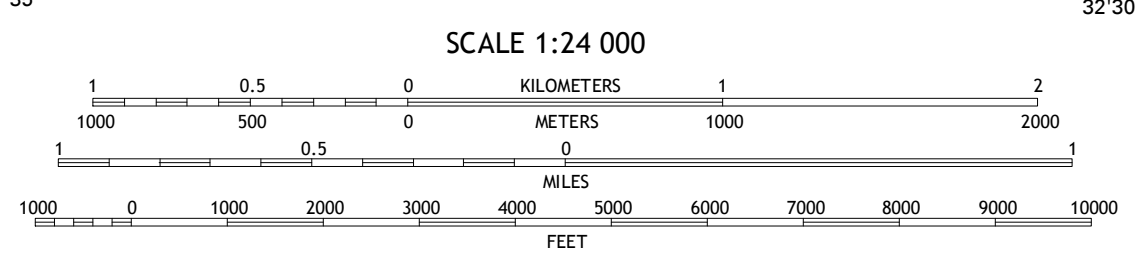 35'
32'30
SCALE 1:24 000
1 0.5 0 KILOMETERS 1 2
1000 500 0 METERS 1000 2000
1 0.5 0 1
MILES
1000 0 1000 2000 3000 4000 5000 6000 7000 8000 9000 10000
FEET